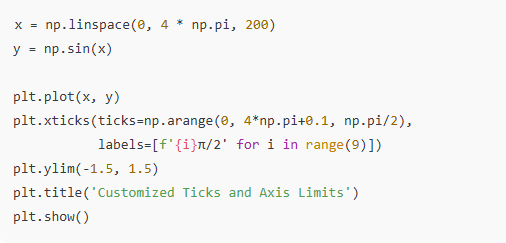 x = np.linspace(0, 4 * np.pi, 200)
y = np.sin(x)

plt.plot(x, y)
plt.xticks(ticks=np.arange(0, 4*np.pi+0.1, np.pi/2),
           labels=[f'{i}π/2' for i in range(9)])
plt.ylim(-1.5, 1.5)
plt.title('Customized Ticks and Axis Limits')
plt.show()